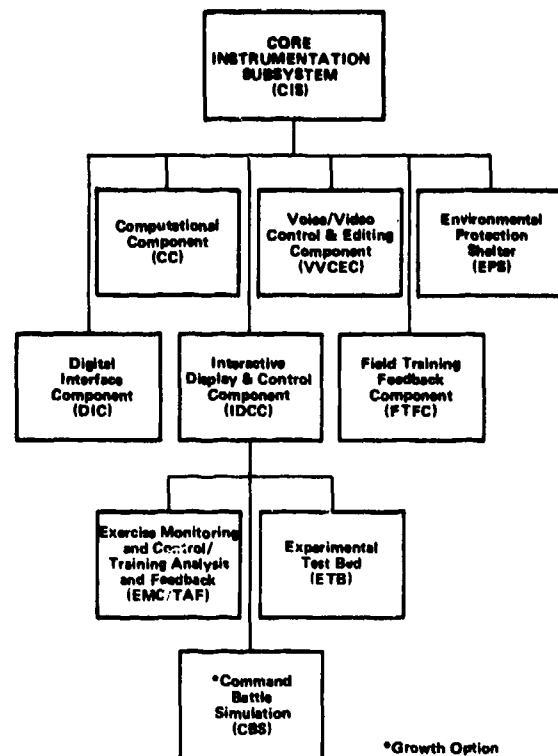 CORE
INSTRUMENTATION
SUBSYSTEM
(CIS)
Computational
Component
(CC)
Voice/Video
Control & Editing
Component
(VVCEC)
Environmental
Protection
Shelter
(EPS)
Digital
Interface
Component
(DIC)
Interactive
Display & Control
Component
(IDCC)
Field Training
Feedback
Component
(FTFC)
Exercise Monitoring
and Control/
Training Analysis
and Feedback
(EMC/TAF)
Experimental
Test Bed
(ETB)
*Command
Battle
Simulation
(CBS)
*Growth Option